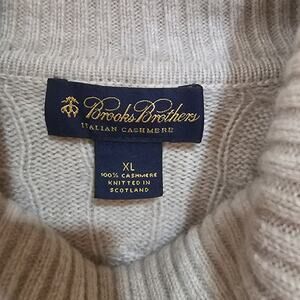 Brooks Brothers
ITALIAN CASHMERE
XL
100% CASHMERE
KNITTED IN
SCOTLAND